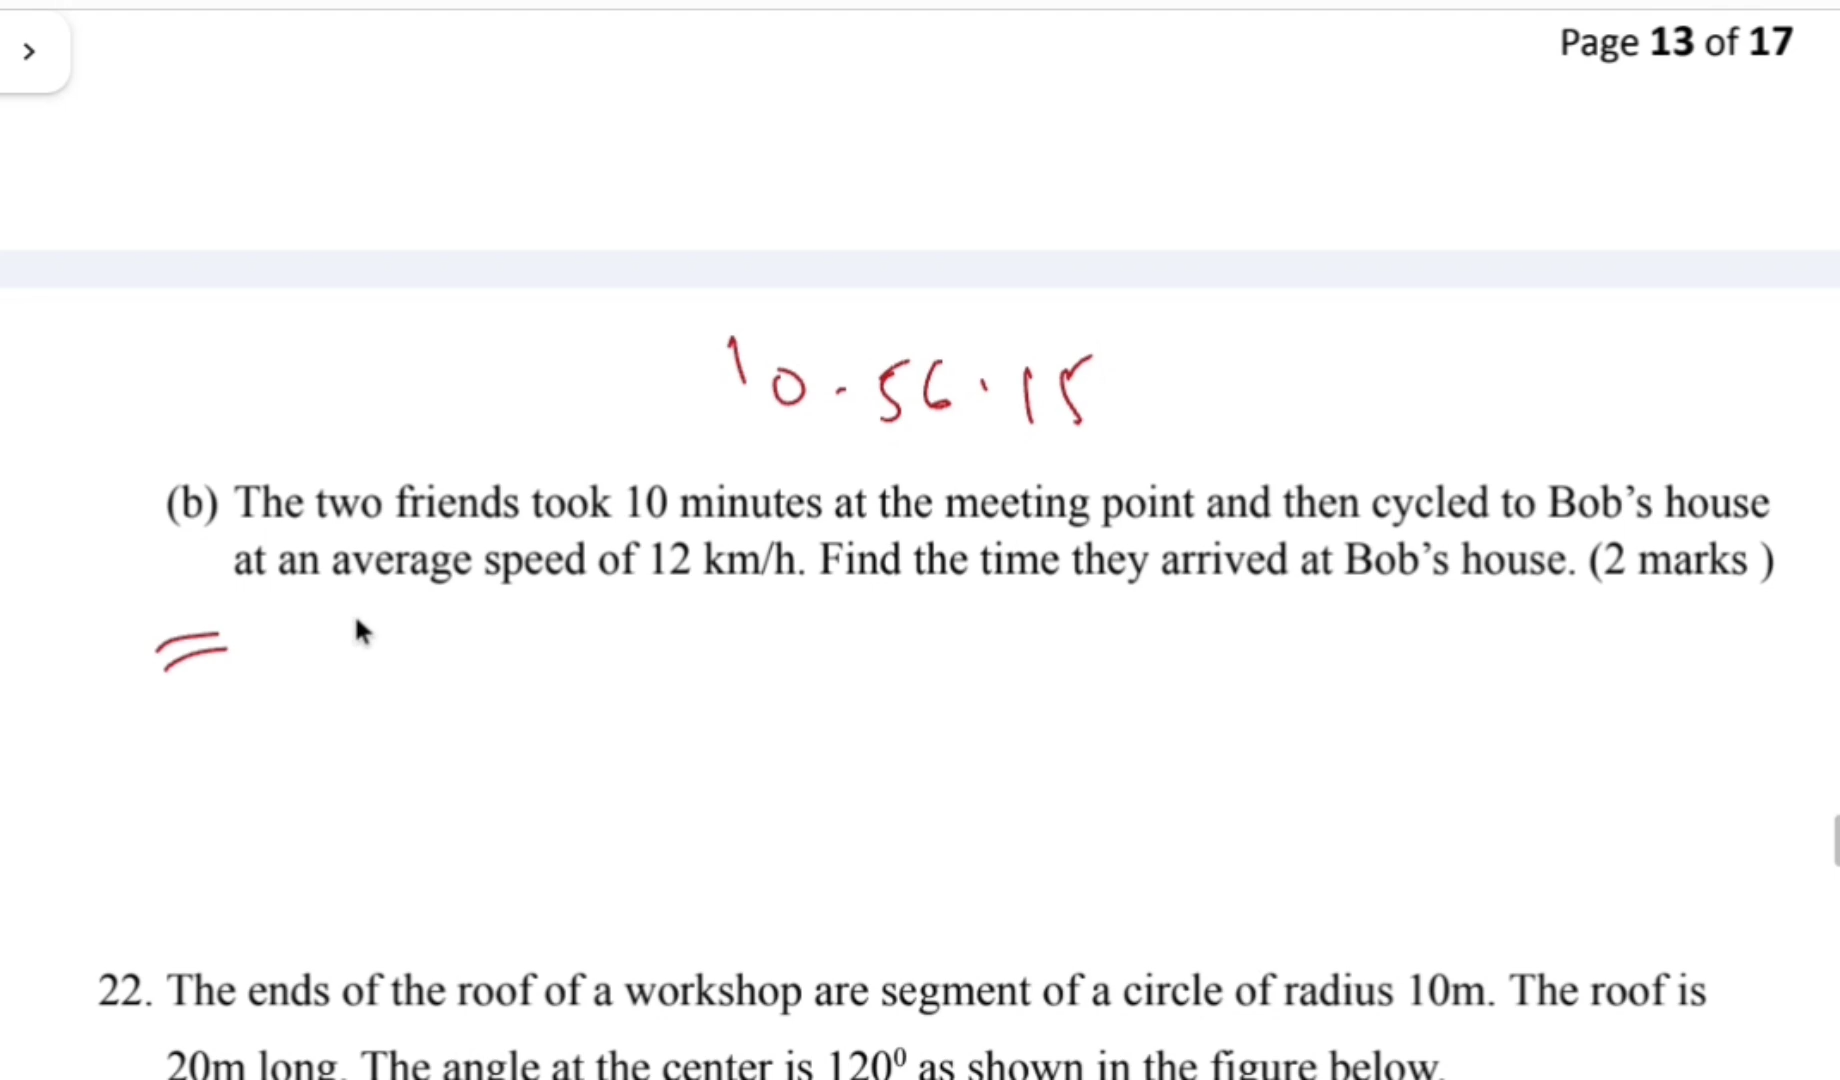 Page 13 of 17
10.56.15
(b) The two friends took 10 minutes at the meeting point and then cycled to Bob’s house
at an average speed of 12 km/h. Find the time they arrived at Bob’s house. (2 marks )
=
22. The ends of the roof of a workshop are segment of a circle of radius 10m. The roof is
20m long. The angle at the center is 120⁰ as shown in the figure below.